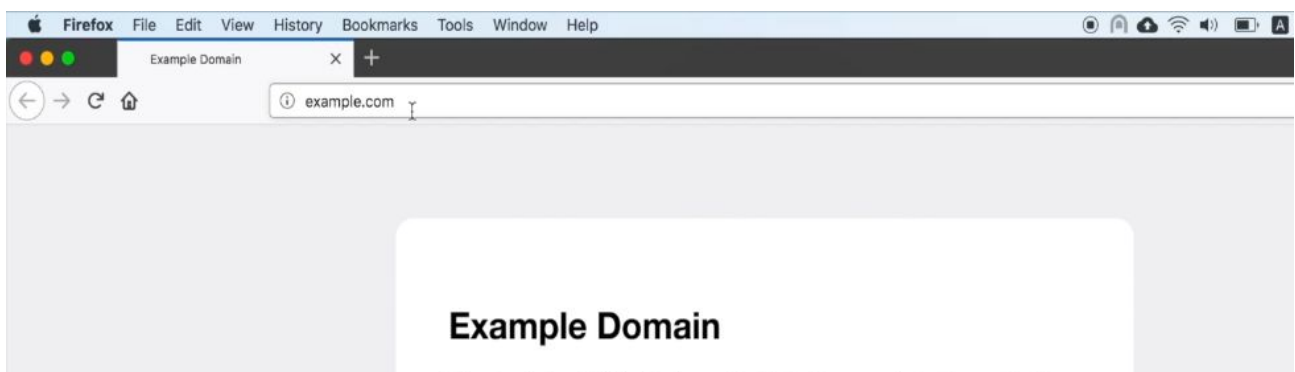 Firefox File Edit View History Bookmarks Tools Window Help A
Example Domain
example.com
Example Domain